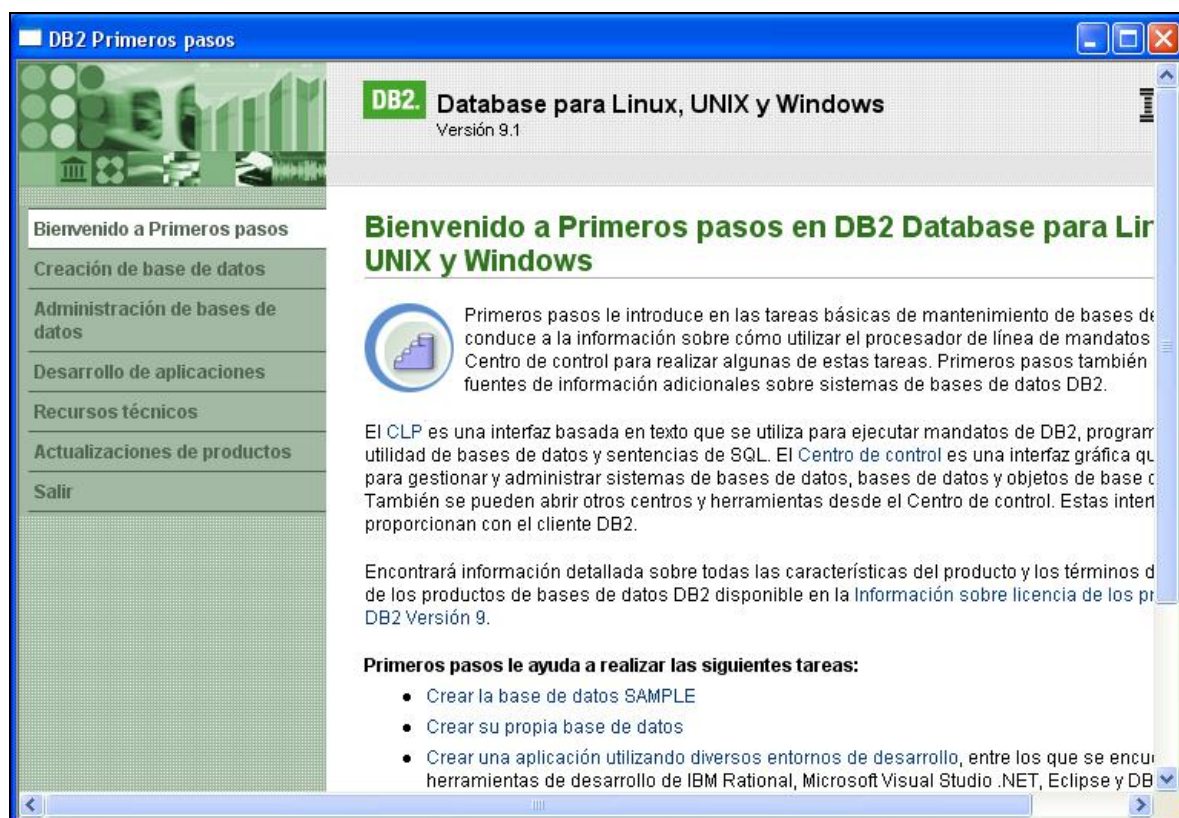 DB2 Primeros pasos
DB2. Database para Linux, UNIX y Windows
Versión 9.1
Bienvenido a Primeros pasos
Creación de base de datos
Administración de bases de
datos
Desarrollo de aplicaciones
Recursos técnicos
Actualizaciones de productos
Salir
Bienvenido a Primeros pasos en DB2 Database para
UNIX y Windows
Primeros pasos le introduce en las tareas básicas de mantenimiento de bases
conduce a la información sobre cómo utilizar el procesador de línea de mandatos
Centro de control para realizar algunas de estas tareas. Primeros pasos también
fuentes de información adicionales sobre sistemas de bases de datos DB2.
El CLP es una interfaz basada en texto que se utiliza para ejecutar mandatos de DB2,
utilidad de bases de datos y sentencias de SQL. El Centro de control es una interfaz gráfica
para gestionar y administrar sistemas de bases de datos, bases de datos y objetos de base
También se pueden abrir otros centros y herramientas desde el Centro de control. Estas
proporcionan con el cliente DB2.
Encontrará información detallada sobre todas las características del producto y los términos
de los productos de bases de datos DB2 disponible en la Información sobre licencia de los
DB2 Versión 9.
Primeros pasos le ayuda a realizar las siguientes tareas:
• Crear la base de datos SAMPLE
• Crear su propia base de datos
• Crear una aplicación utilizando diversos entornos de desarrollo, entre los que se
herramientas de desarrollo de IBM Rational, Microsoft Visual Studio .NET, Eclipse y